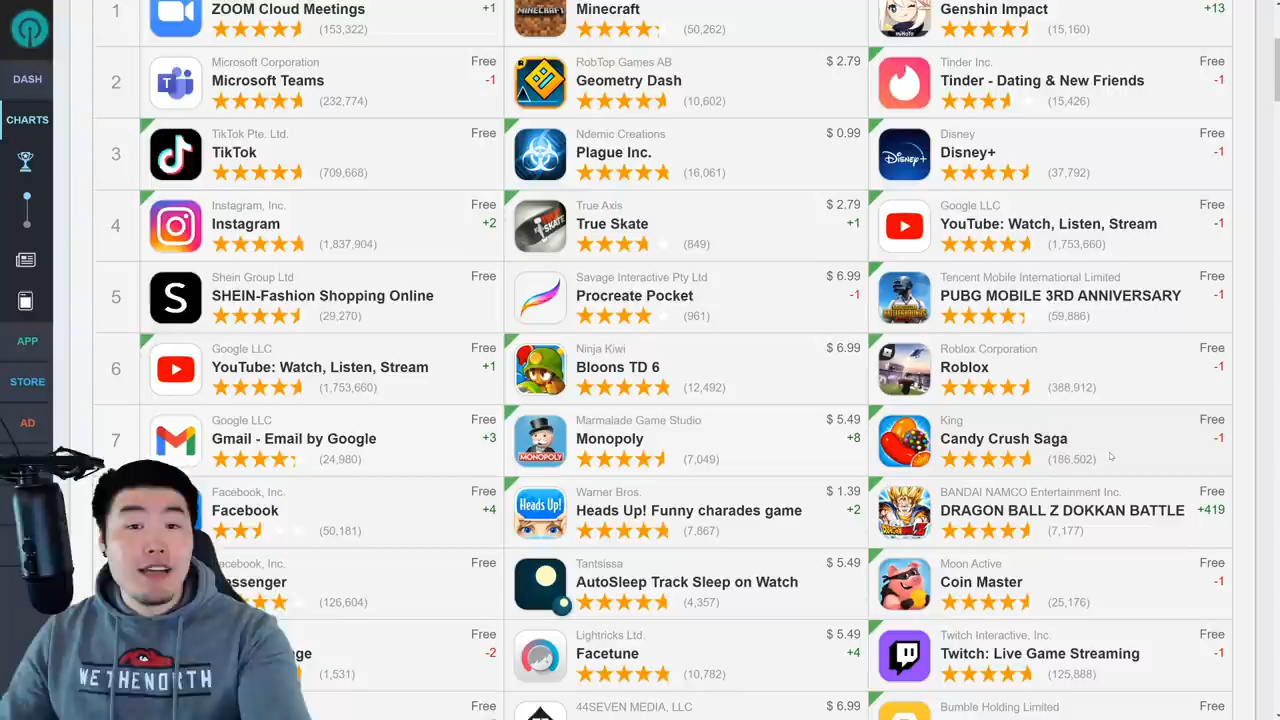 DASH
CHARTS
APP
STORE
AD
1
ZOOM Cloud Meetings
+1
(153,322)
MINECRAFT
Minecraft
(50,262)
Genshin Impact
+13
(15,160)
2
Microsoft Corporation
Free
Microsoft Teams
-1
(232,774)
RobTop Games AB
$ 2.79
Geometry Dash
(10,602)
Tinder Inc.
Free
Tinder - Dating & New Friends
-1
(15,426)
3
TikTok Pte. Ltd.
Free
TikTok
(709,668)
Ndemic Creations
$ 0.99
Plague Inc.
(16,061)
Disney+
Disney
Free
Disney+
-1
(37,792)
4
Instagram, Inc.
Free
Instagram
+2
(1,837,904)
TRUE SKATE
True Axis
$ 2.79
True Skate
+1
(849)
Google LLC
Free
YouTube: Watch, Listen, Stream
-1
(1,753,660)
5
S
Shein Group Ltd
Free
SHEIN-Fashion Shopping Online
(29,270)
Savage Interactive Pty Ltd
$ 6.99
Procreate Pocket
-1
(961)
Tencent Mobile International Limited
Free
PUBG MOBILE 3RD ANNIVERSARY
-1
(59,886)
6
Google LLC
Free
YouTube: Watch, Listen, Stream
+1
(1,753,660)
Ninja Kiwi
$ 6.99
Bloons TD 6
(12,492)
Roblox Corporation
Free
Roblox
-1
(388,912)
7
Google LLC
Free
Gmail - Email by Google
+3
(24,980)
MONOPOLY
Marmalade Game Studio
$ 5.49
Monopoly
+8
(7,049)
King
Free
Candy Crush Saga
-1
(186,502)
Facebook, Inc.
Free
Facebook
+4
(50,181)
Heads Up!
Warner Bros.
$ 1.39
Heads Up! Funny charades game
+2
(7,867)
BANDAI NAMCO Entertainment Inc.
Free
DRAGON BALL Z DOKKAN BATTLE
+419
(7,177)
acebook, Inc.
Free
essenger
(126,604)
Tantsissa
$ 5.49
AutoSleep Track Sleep on Watch
(4,357)
Moon Active
Free
Coin Master
-1
(25,176)
Free
ge
-2
(1,531)
Lightricks Ltd.
$ 5.49
Facetune
+4
(10,782)
Twitch Interactive, Inc.
Free
Twitch: Live Game Streaming
-1
(125,888)
Free
44SEVEN MEDIA, LLC
$ 6.99
Bumble Holding Limited
Free
WE THE NORTH